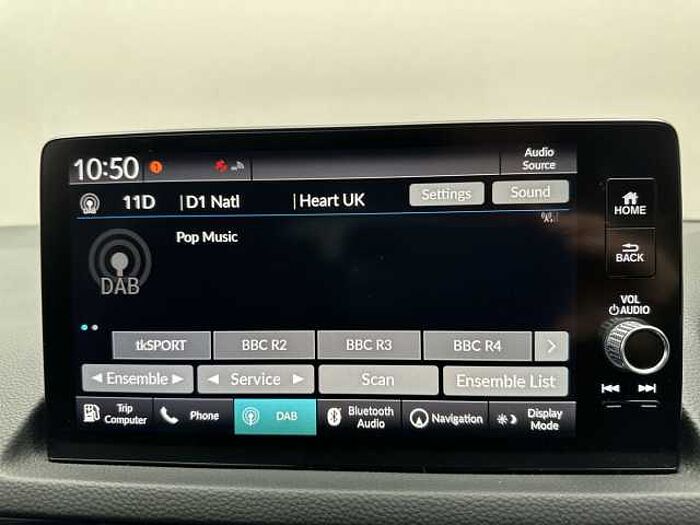 10:50 1 Audio
Source
11D |D1 Natl |Heart UK Settings Sound
Pop Music
DAB
tkSPORT BBC R2 BBC R3 BBC R4 >
◄ Ensemble ► ◄ Service ► Scan Ensemble List
Trip
Computer
Phone
DAB
Bluetooth
Audio
Navigation
Display
Mode
HOME
BACK
VOL
AUDIO